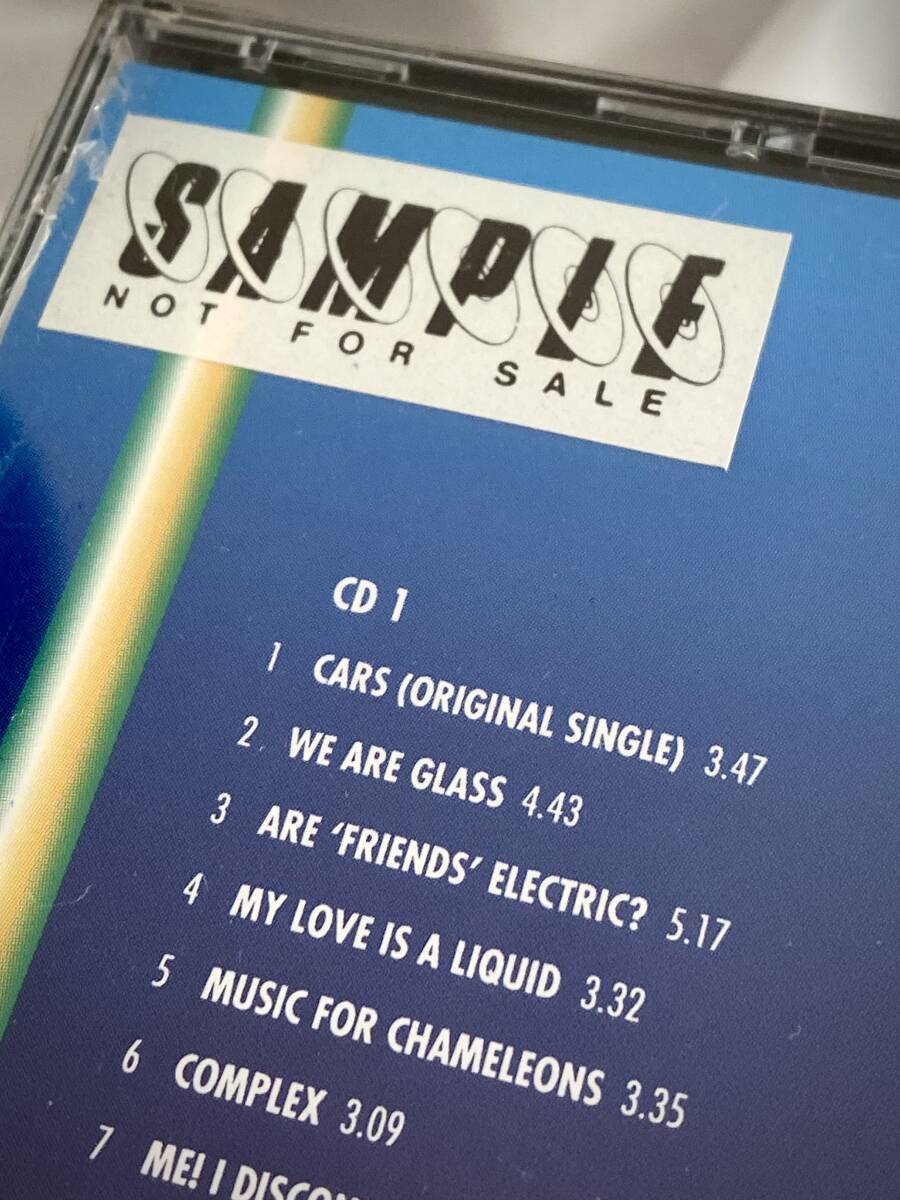 SAMPLE
NOT FOR SALE
CD 1
1 CARS (ORIGINAL SINGLE) 3.47
2 WE ARE GLASS 4.43
3 ARE ‘FRIENDS’ ELECTRIC? 5.17
4 MY LOVE IS A LIQUID 3.32
5 MUSIC FOR CHAMELEONS 3.35
6 COMPLEX 3.09
7 ME! I